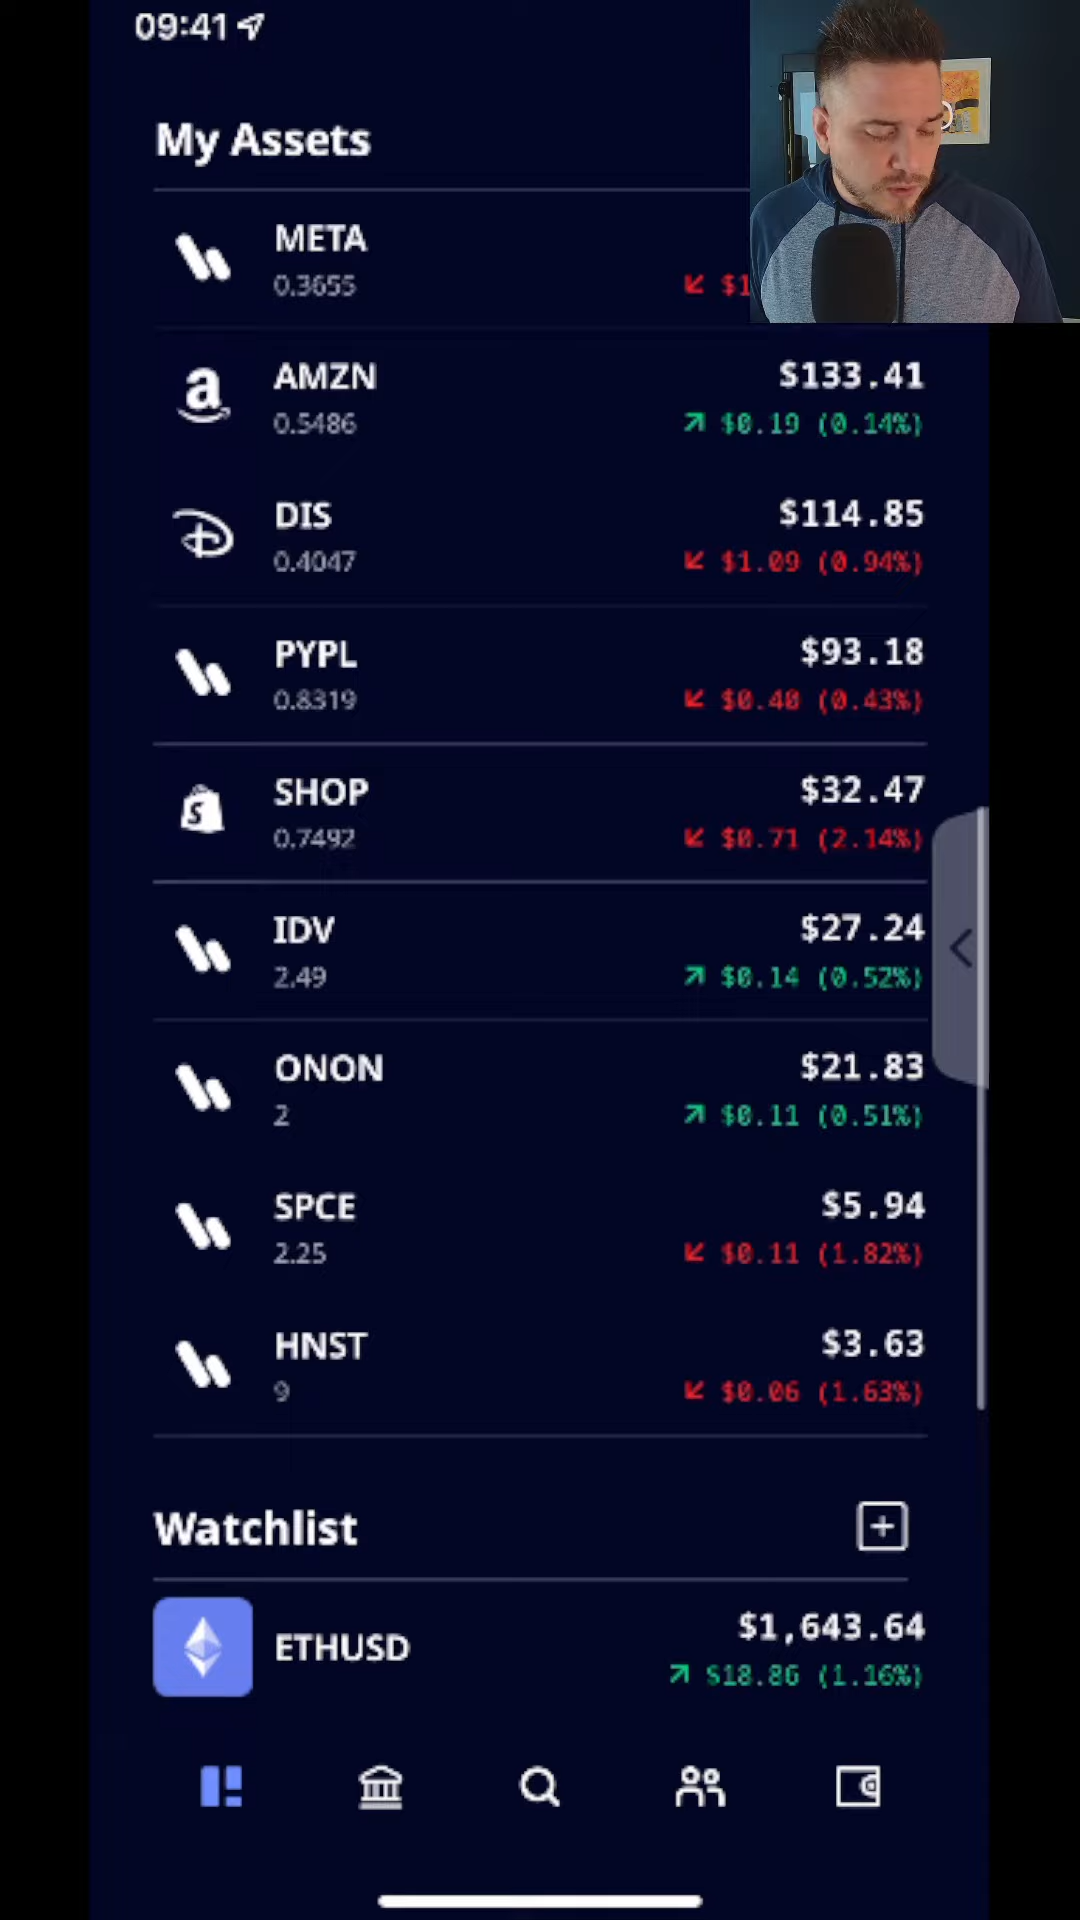 09:41
My Assets
META
0.3655
$1
AMZN
$133.41
0.5486
$0.19 (0.14%)
DIS
$114.85
0.4047
$1.09 (0.94%)
PYPL
$93.18
0.8319
$0.40 (0.43%)
SHOP
$32.47
0.7492
$0.71 (2.14%)
IDV
$27.24
2.49
$0.14 (0.52%)
ONON
$21.83
2
$0.11 (0.51%)
SPCE
$5.94
2.25
$0.11 (1.82%)
HNST
$3.63
9
$0.06 (1.63%)
Watchlist
ETHUSD
$1,643.64
$18.86 (1.16%)